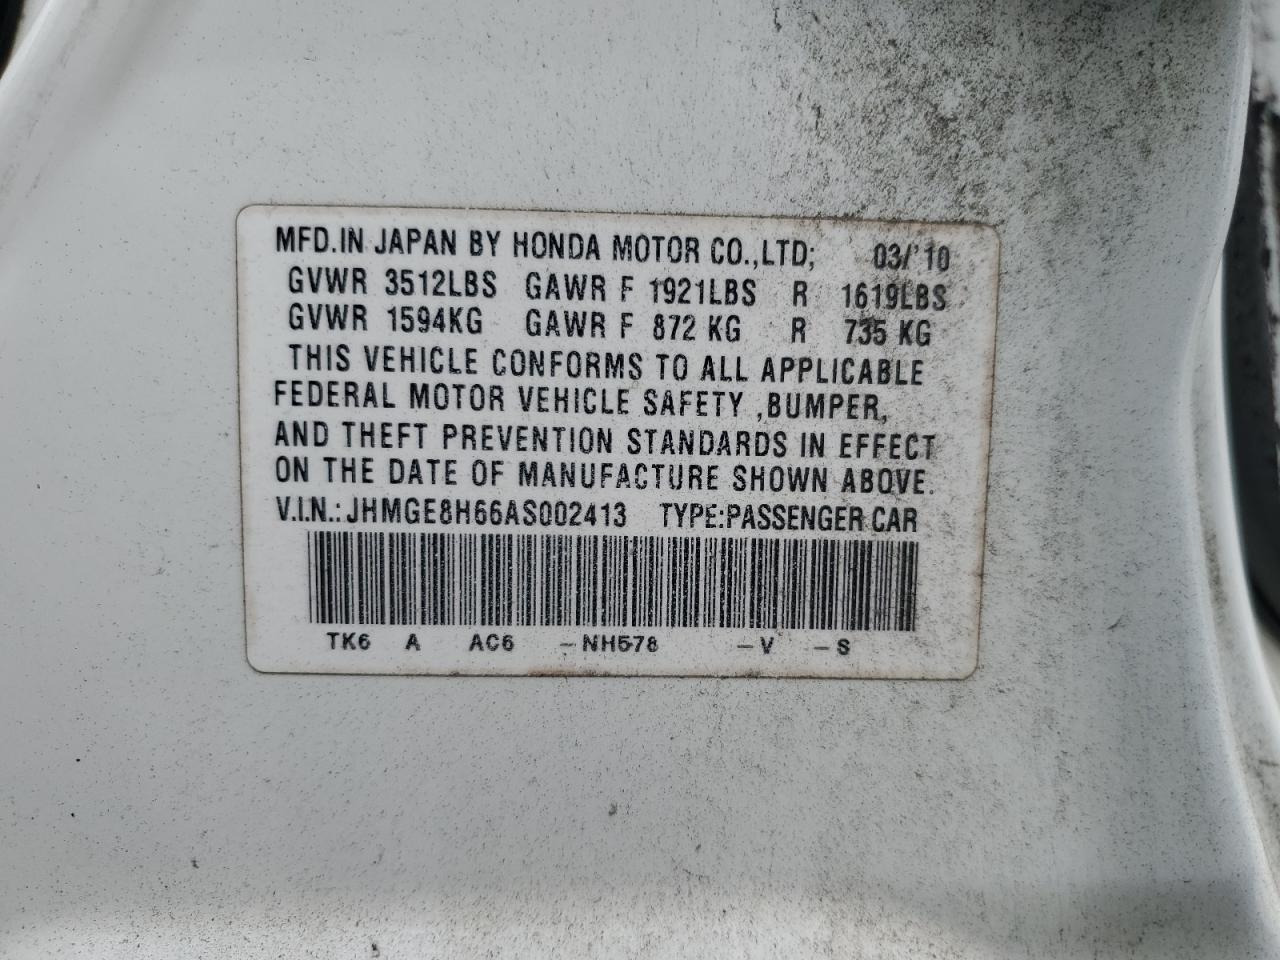 MFD.IN JAPAN BY HONDA MOTOR CO.,LTD; 03/'10
GVWR 3512LBS GAWR F 1921LBS R 1619LBS
GVWR 1594KG GAWR F 872 KG R 735 KG
THIS VEHICLE CONFORMS TO ALL APPLICABLE
FEDERAL MOTOR VEHICLE SAFETY ,BUMPER,
AND THEFT PREVENTION STANDARDS IN EFFECT
ON THE DATE OF MANUFACTURE SHOWN ABOVE.
V.I.N.:JHMGE8H66AS002413 TYPE:PASSENGER CAR
TK6 A AC6 -NH578 -V -S